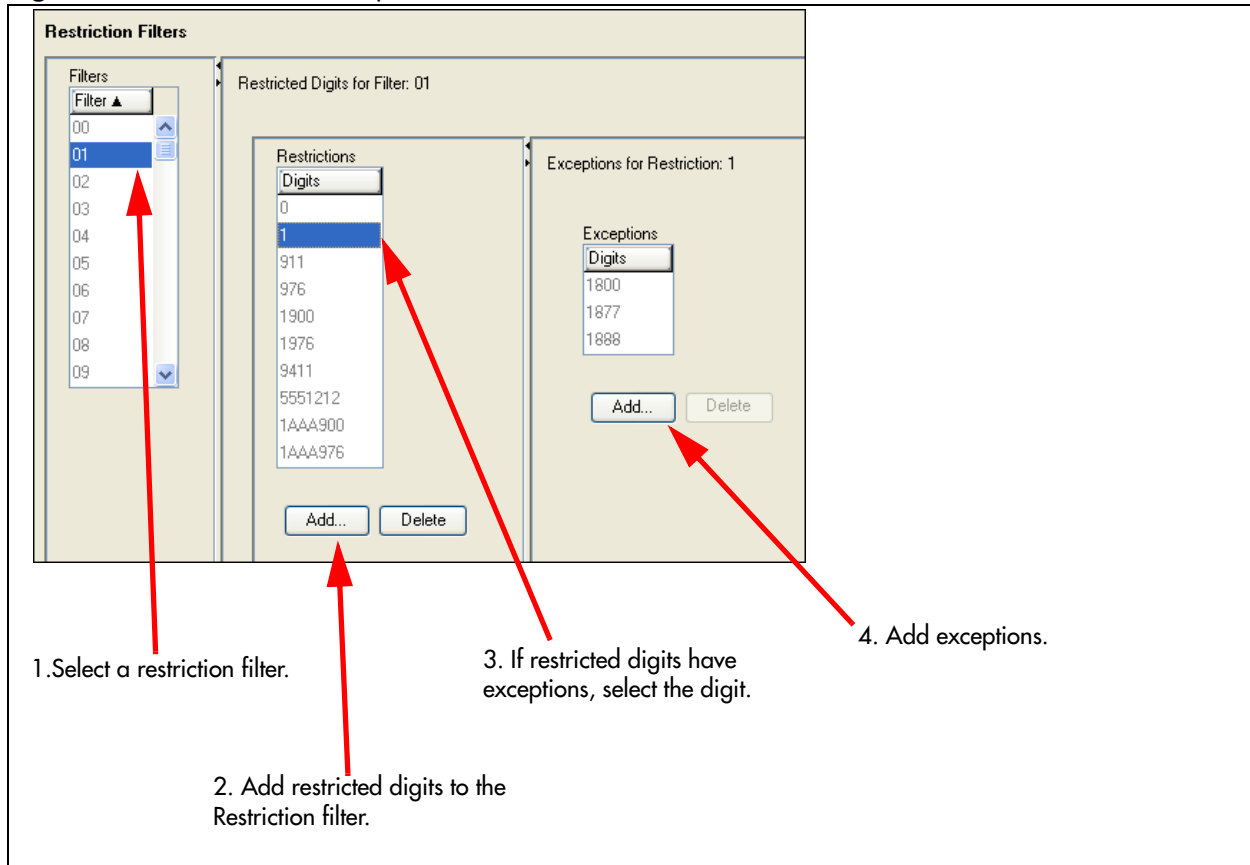 Restriction Filters
Filters
Filter ▲
00
01
02
03
04
05
06
07
08
09
Restricted Digits for Filter: 01
Restrictions
Digits
0
1
911
976
1900
1976
9411
5551212
1AAA900
1AAA976
Add...
Delete
Exceptions for Restriction: 1
Exceptions
Digits
1800
1877
1888
Add...
Delete
1.Select a restriction filter.
2. Add restricted digits to the
Restriction filter.
3. If restricted digits have
exceptions, select the digit.
4. Add exceptions.